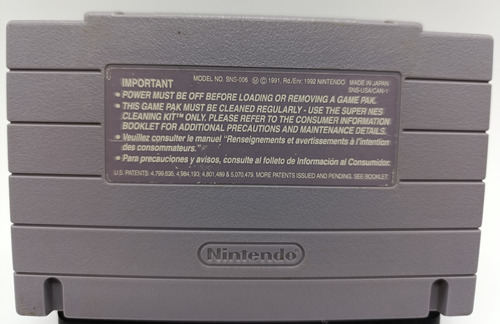 IMPORTANT MODEL NO. SNS-006 Ⓜ © 1991, Rd./Enr. 1992 NINTENDO MADE IN JAPAN
SNS-USA/CAN-1
• POWER MUST BE OFF BEFORE LOADING OR REMOVING A GAME PAK.
• THIS GAME PAK MUST BE CLEANED REGULARLY - USE THE SUPER NES
CLEANING KIT™ ONLY. PLEASE REFER TO THE CONSUMER INFORMATION
BOOKLET FOR ADDITIONAL PRECAUTIONS AND MAINTENANCE DETAILS.
• Veuillez consulter le manuel "Renseignements et avertissements à l'intention
des consommateurs."
• Para precauciones y avisos, consulte al folleto de Información al Consumidor.
U.S. PATENTS: 4,799,635; 4,984,193; 4,801,489 & 5,070,479. MORE PATENTS ISSUED AND PENDING, SEE BOOKLET.
Nintendo